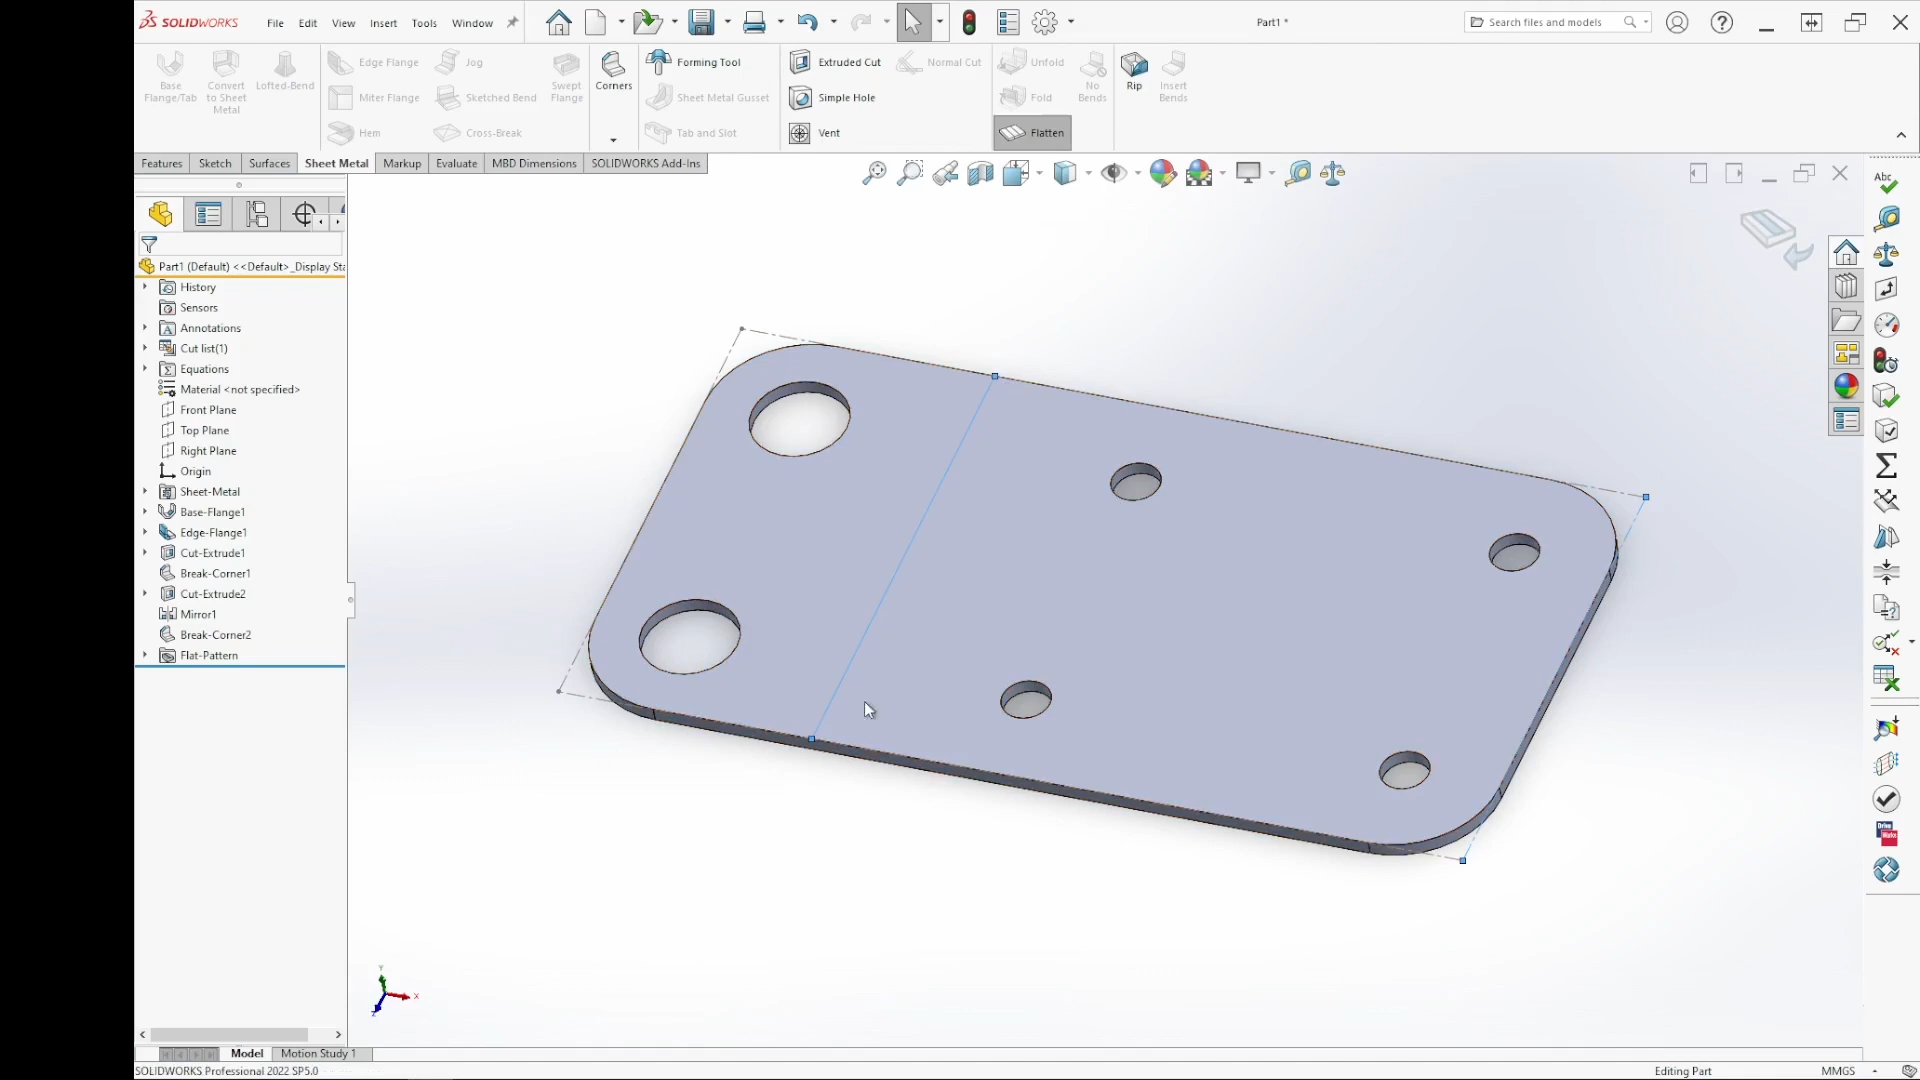 SOLIDWORKS File Edit View Insert Tools Window Part1 * Search files and models
Base Flange/Tab Convert to Sheet Metal Lofted-Bend Edge Flange Miter Flange Hem Jog Sketched Bend Cross-Break Swept Flange Corners Forming Tool Sheet Metal Gusset Tab and Slot Extruded Cut Simple Hole Vent Normal Cut Unfold Fold Flatten No Bends Rip Insert Bends
Features Sketch Surfaces Sheet Metal Markup Evaluate MBD Dimensions SOLIDWORKS Add-Ins
Abc
Part1 (Default) <<Default>_Display Sta
History
Sensors
Annotations
Cut list(1)
Equations
Material <not specified>
Front Plane
Top Plane
Right Plane
Origin
Sheet-Metal
Base-Flange1
Edge-Flange1
Cut-Extrude1
Break-Corner1
Cut-Extrude2
Mirror1
Break-Corner2
Flat-Pattern
Y
X
Z
Model Motion Study 1
SOLIDWORKS Professional 2022 SP5.0 Editing Part MMGS